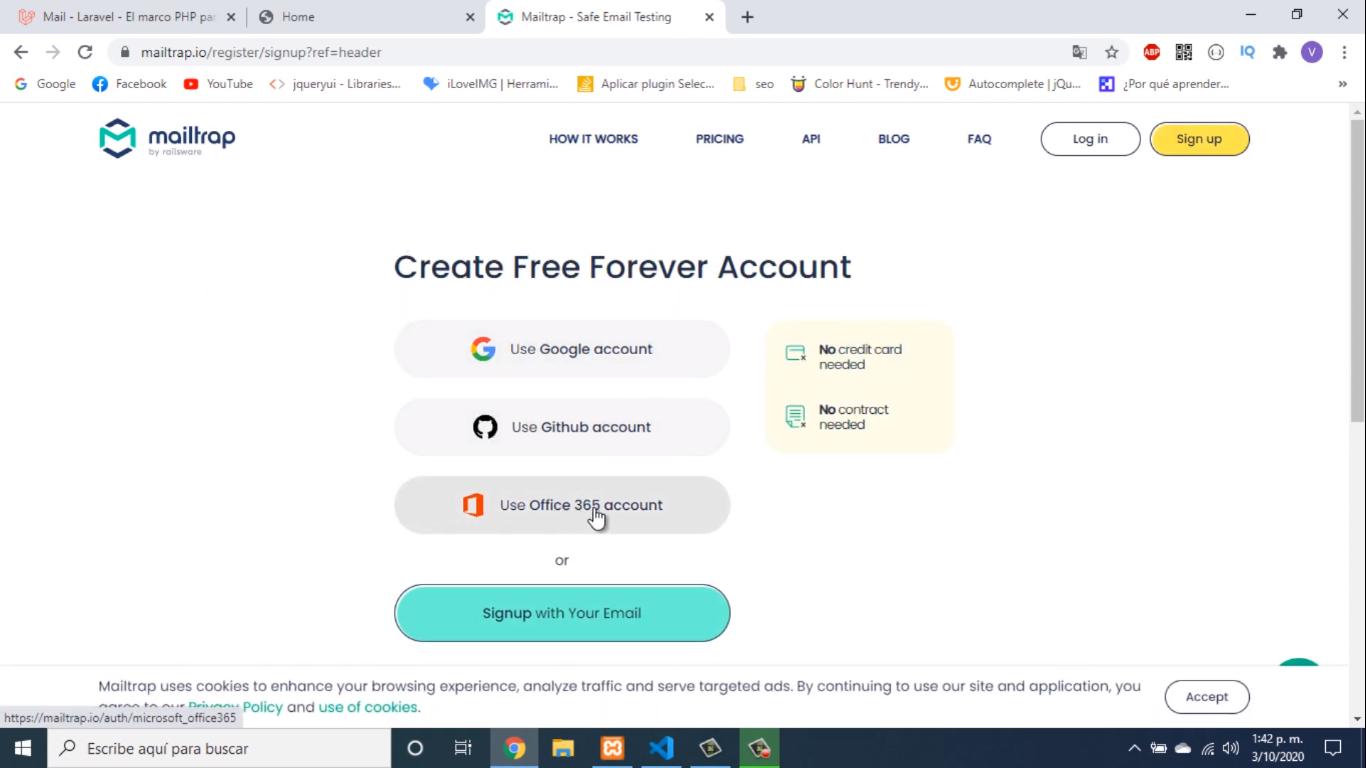 Mail - Laravel - El marco PHP par
Home
Mailtrap - Safe Email Testing
mailtrap.io/register/signup?ref=header
ABP
IQ
V
Google
Facebook
YouTube
jqueryui - Libraries...
iLoveIMG | Herrami...
Aplicar plugin Selec...
seo
Color Hunt - Trendy...
Autocomplete | jQu...
¿Por qué aprender...
»
mailtrap
by railsware
HOW IT WORKS
PRICING
API
BLOG
FAQ
Log in
Sign up
Create Free Forever Account
Use Google account
No credit card
needed
Use Github account
No contract
needed
Use Office 365 account
or
Signup with Your Email
Mailtrap uses cookies to enhance your browsing experience, analyze traffic and serve targeted ads. By continuing to use our site and application, you
agree to our Privacy Policy and use of cookies.
Accept
https://mailtrap.io/auth/microsoft_office365
Escribe aquí para buscar
1:42 p. m.
3/10/2020